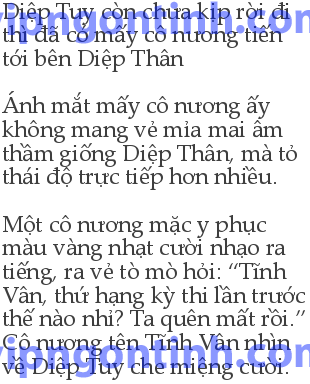 Diệp Tuy còn chưa kịp rời đi
thì đã có mấy cô nương tiến
tới bên Diệp Thân
Ánh mắt mấy cô nương ấy
không mang vẻ mỉa mai âm
thầm giống Diệp Thân, mà tỏ
thái độ trực tiếp hơn nhiều.
Một cô nương mặc y phục
màu vàng nhạt cười nhạo ra
tiếng, ra vẻ tò mò hỏi: “Tĩnh
Vân, thứ hạng kỳ thi lần trước
thế nào nhỉ? Ta quên mất rồi.”
Cô nương tên Tĩnh Vân nhìn
về Diệp Tuy che miệng cười: